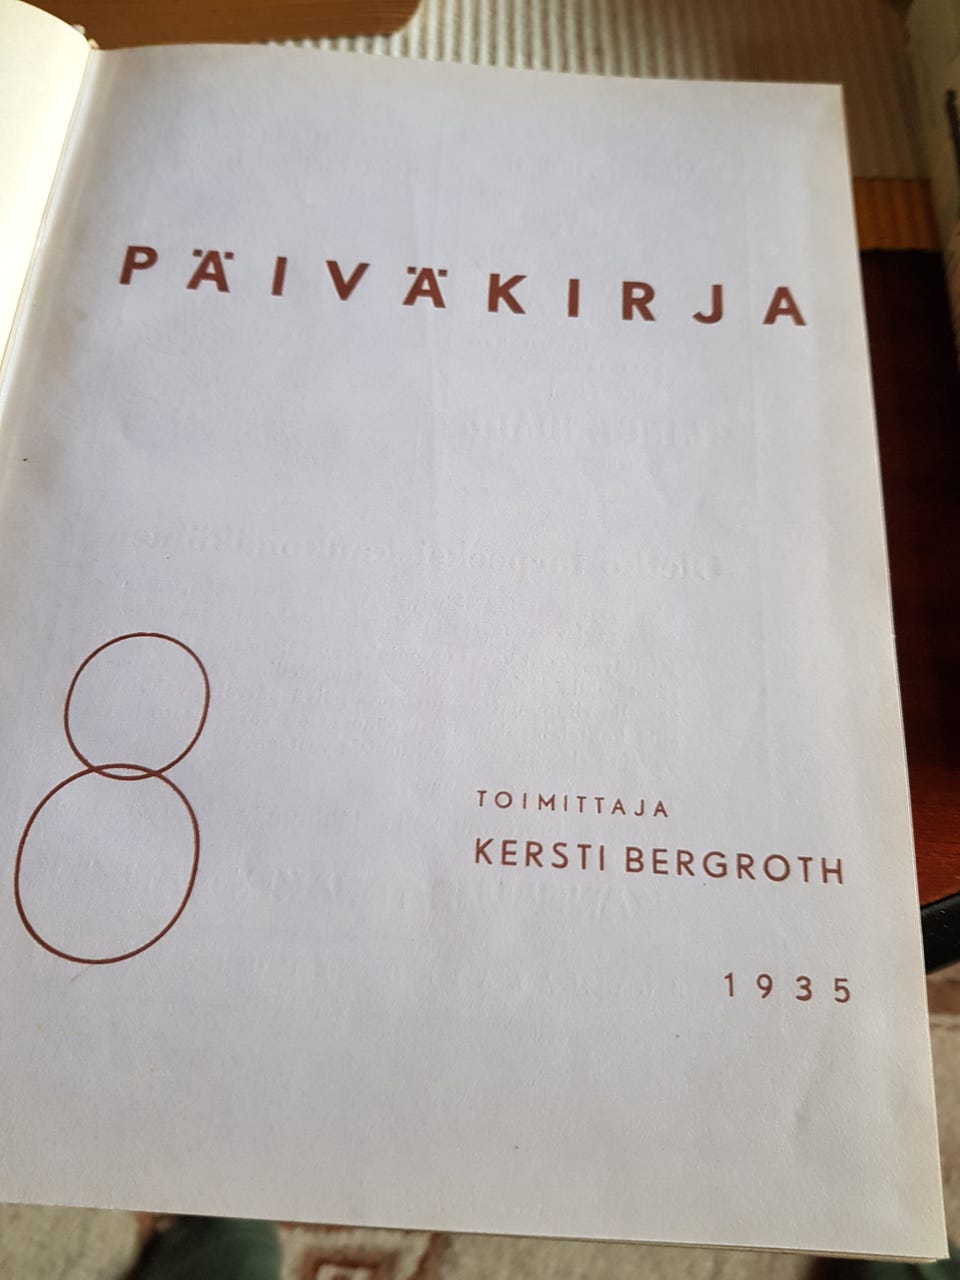 PÄIVÄKIRJA
8
TOIMITTAJA
KERSTI BERGROTH
1935